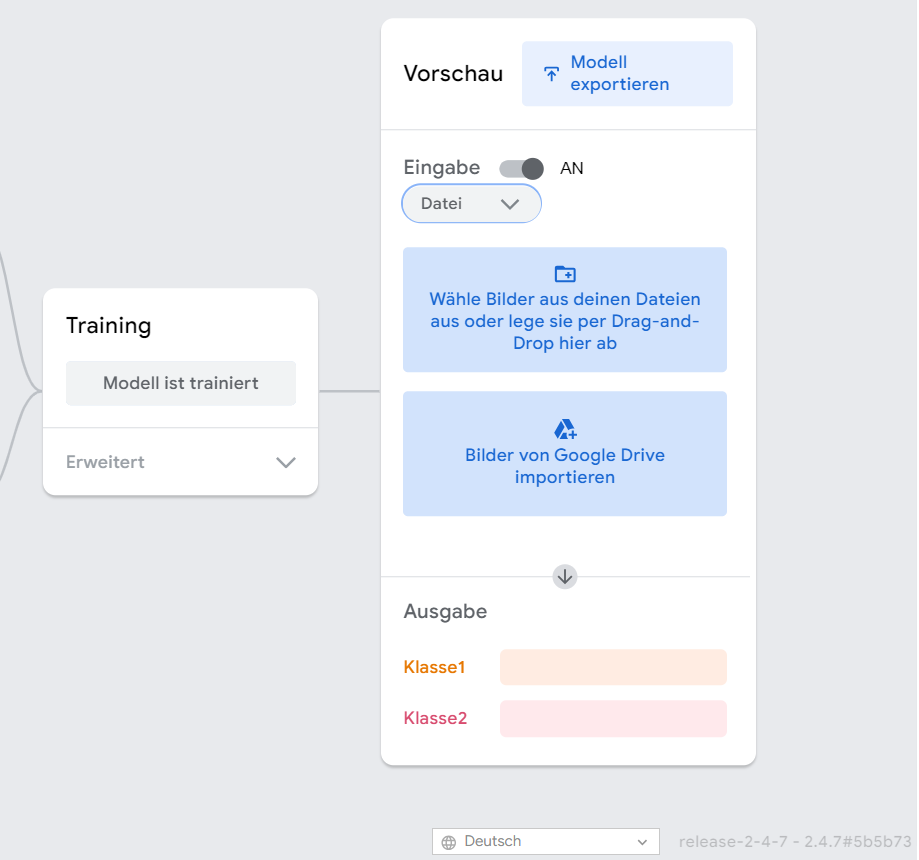 Vorschau
Modell
exportieren
Eingabe
AN
Datei
Wähle Bilder aus deinen Dateien
aus oder lege sie per Drag-and-
Drop hier ab
Training
Modell ist trainiert
Erweitert
Bilder von Google Drive
importieren
Ausgabe
Klasse1
Klasse2
Deutsch
release-2-4-7 - 2.4.7#5b5b73